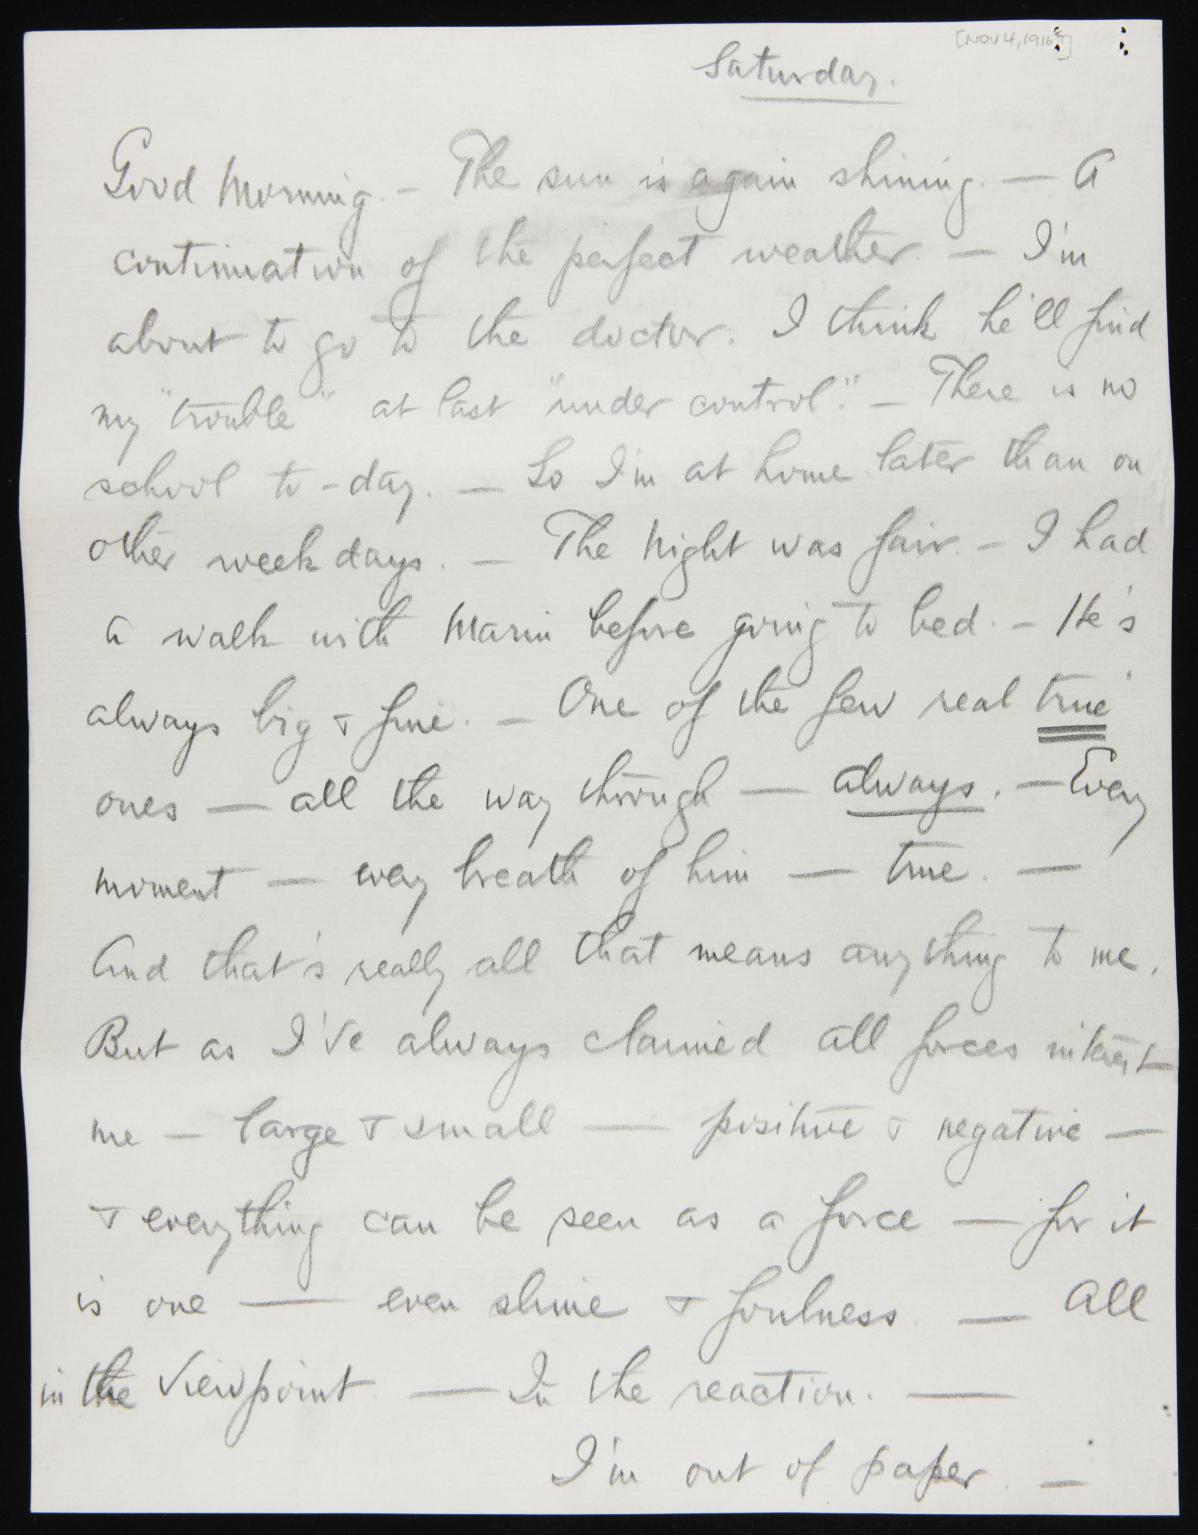 [NOV 4, 1916?]
Saturday.
Good Morning. — The sun is again shining. — A
continuation of the perfect weather. — I'm
about to go to the doctor. I think he'll find
my "trouble" at last "under control". — There is no
school to-day. — So I'm at home later than on
other week days. — The night was fair. — I had
a walk with Marin before going to bed. — He's
always big & fine. — One of the few real true
ones — all the way through — always. — Every
moment — every breath of him — true. —
And that's really all that means anything to me.
But as I've always claimed all forces interest
me — large & small — positive & negative —
& everything can be seen as a force — for it
is one — even slime & foulness. — All
in the viewpoint — In the reaction. —
I'm out of paper —